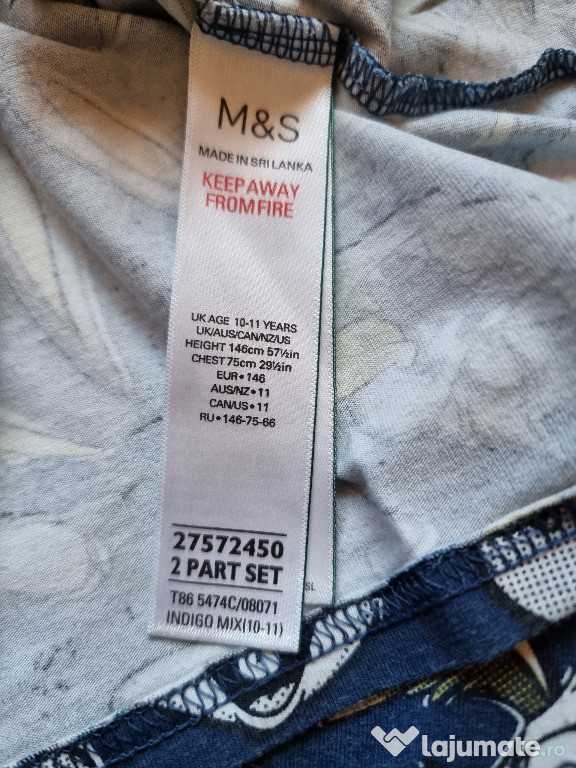 M&S
MADE IN SRI LANKA
KEEP AWAY
FROM FIRE
UK AGE 10-11 YEARS
UK/AUS/CAN/NZ/US
HEIGHT 146cm 57½in
CHEST 75cm 29½in
EUR•146
AUS/NZ•11
CAN/US•11
RU•146-75-66
27572450
2 PART SET
T86 5474C/08071
INDIGO MIX(10-11)
SL
lajumate.ro